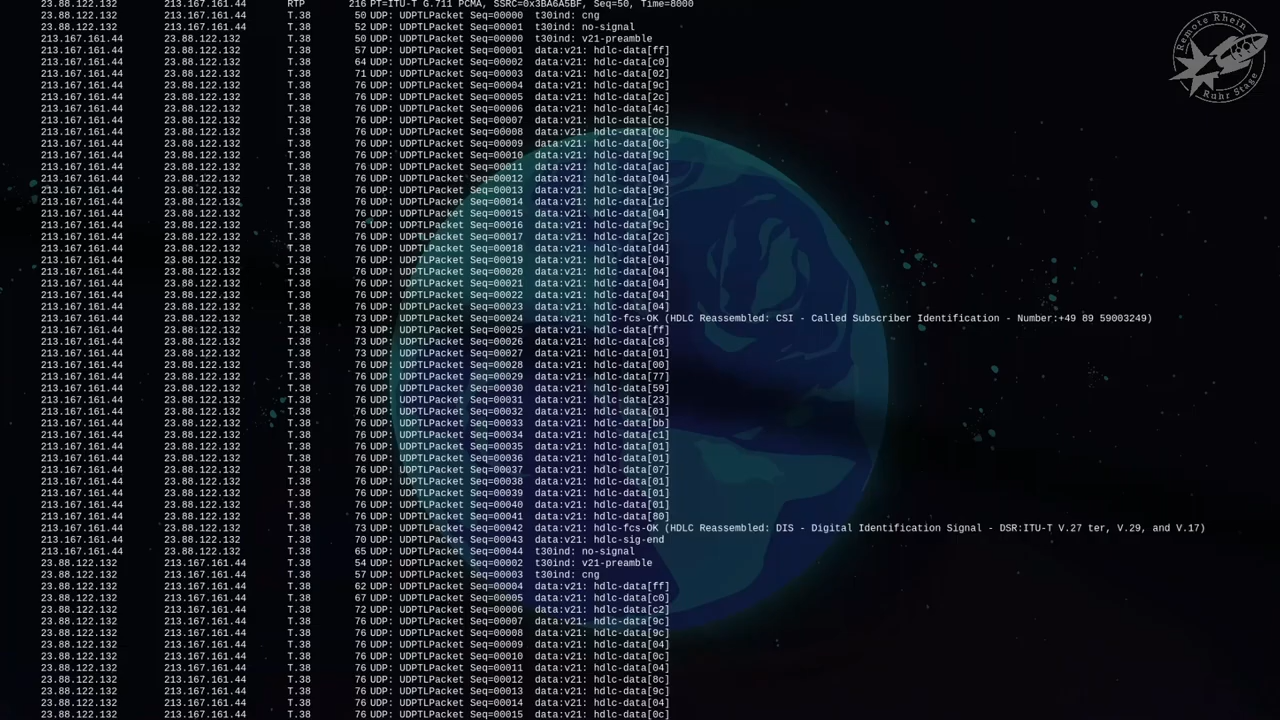 23.88.122.132 213.167.161.44 RTP 216 PT=ITU-T G.711 PCMA, SSRC=0x3BA6A5BF, Seq=50, Time=8000
23.88.122.132 213.167.161.44 T.38 50 UDP: UDPTLPacket Seq=00000 t30ind: cng
23.88.122.132 213.167.161.44 T.38 52 UDP: UDPTLPacket Seq=00001 t30ind: no-signal
213.167.161.44 23.88.122.132 T.38 50 UDP: UDPTLPacket Seq=00000 t30ind: v21-preamble
213.167.161.44 23.88.122.132 T.38 57 UDP: UDPTLPacket Seq=00001 data:v21: hdlc-data[ff]
213.167.161.44 23.88.122.132 T.38 64 UDP: UDPTLPacket Seq=00002 data:v21: hdlc-data[c0]
213.167.161.44 23.88.122.132 T.38 71 UDP: UDPTLPacket Seq=00003 data:v21: hdlc-data[02]
213.167.161.44 23.88.122.132 T.38 76 UDP: UDPTLPacket Seq=00004 data:v21: hdlc-data[9c]
213.167.161.44 23.88.122.132 T.38 76 UDP: UDPTLPacket Seq=00005 data:v21: hdlc-data[2c]
213.167.161.44 23.88.122.132 T.38 76 UDP: UDPTLPacket Seq=00006 data:v21: hdlc-data[4c]
213.167.161.44 23.88.122.132 T.38 76 UDP: UDPTLPacket Seq=00007 data:v21: hdlc-data[cc]
213.167.161.44 23.88.122.132 T.38 76 UDP: UDPTLPacket Seq=00008 data:v21: hdlc-data[0c]
213.167.161.44 23.88.122.132 T.38 76 UDP: UDPTLPacket Seq=00009 data:v21: hdlc-data[0c]
213.167.161.44 23.88.122.132 T.38 76 UDP: UDPTLPacket Seq=00010 data:v21: hdlc-data[9c]
213.167.161.44 23.88.122.132 T.38 76 UDP: UDPTLPacket Seq=00011 data:v21: hdlc-data[ac]
213.167.161.44 23.88.122.132 T.38 76 UDP: UDPTLPacket Seq=00012 data:v21: hdlc-data[04]
213.167.161.44 23.88.122.132 T.38 76 UDP: UDPTLPacket Seq=00013 data:v21: hdlc-data[9c]
213.167.161.44 23.88.122.132 T.38 76 UDP: UDPTLPacket Seq=00014 data:v21: hdlc-data[1c]
213.167.161.44 23.88.122.132 T.38 76 UDP: UDPTLPacket Seq=00015 data:v21: hdlc-data[04]
213.167.161.44 23.88.122.132 T.38 76 UDP: UDPTLPacket Seq=00016 data:v21: hdlc-data[9c]
213.167.161.44 23.88.122.132 T.38 76 UDP: UDPTLPacket Seq=00017 data:v21: hdlc-data[2c]
213.167.161.44 23.88.122.132 T.38 76 UDP: UDPTLPacket Seq=00018 data:v21: hdlc-data[d4]
213.167.161.44 23.88.122.132 T.38 76 UDP: UDPTLPacket Seq=00019 data:v21: hdlc-data[04]
213.167.161.44 23.88.122.132 T.38 76 UDP: UDPTLPacket Seq=00020 data:v21: hdlc-data[04]
213.167.161.44 23.88.122.132 T.38 76 UDP: UDPTLPacket Seq=00021 data:v21: hdlc-data[04]
213.167.161.44 23.88.122.132 T.38 76 UDP: UDPTLPacket Seq=00022 data:v21: hdlc-data[04]
213.167.161.44 23.88.122.132 T.38 76 UDP: UDPTLPacket Seq=00023 data:v21: hdlc-data[04]
213.167.161.44 23.88.122.132 T.38 73 UDP: UDPTLPacket Seq=00024 data:v21: hdlc-fcs-OK (HDLC Reassembled: CSI - Called Subscriber Identification - Number:+49 89 59003249)
213.167.161.44 23.88.122.132 T.38 73 UDP: UDPTLPacket Seq=00025 data:v21: hdlc-data[ff]
213.167.161.44 23.88.122.132 T.38 73 UDP: UDPTLPacket Seq=00026 data:v21: hdlc-data[c8]
213.167.161.44 23.88.122.132 T.38 73 UDP: UDPTLPacket Seq=00027 data:v21: hdlc-data[01]
213.167.161.44 23.88.122.132 T.38 76 UDP: UDPTLPacket Seq=00028 data:v21: hdlc-data[00]
213.167.161.44 23.88.122.132 T.38 76 UDP: UDPTLPacket Seq=00029 data:v21: hdlc-data[77]
213.167.161.44 23.88.122.132 T.38 76 UDP: UDPTLPacket Seq=00030 data:v21: hdlc-data[59]
213.167.161.44 23.88.122.132 T.38 76 UDP: UDPTLPacket Seq=00031 data:v21: hdlc-data[23]
213.167.161.44 23.88.122.132 T.38 76 UDP: UDPTLPacket Seq=00032 data:v21: hdlc-data[01]
213.167.161.44 23.88.122.132 T.38 76 UDP: UDPTLPacket Seq=00033 data:v21: hdlc-data[bb]
213.167.161.44 23.88.122.132 T.38 76 UDP: UDPTLPacket Seq=00034 data:v21: hdlc-data[c1]
213.167.161.44 23.88.122.132 T.38 76 UDP: UDPTLPacket Seq=00035 data:v21: hdlc-data[01]
213.167.161.44 23.88.122.132 T.38 76 UDP: UDPTLPacket Seq=00036 data:v21: hdlc-data[01]
213.167.161.44 23.88.122.132 T.38 76 UDP: UDPTLPacket Seq=00037 data:v21: hdlc-data[07]
213.167.161.44 23.88.122.132 T.38 76 UDP: UDPTLPacket Seq=00038 data:v21: hdlc-data[01]
213.167.161.44 23.88.122.132 T.38 76 UDP: UDPTLPacket Seq=00039 data:v21: hdlc-data[01]
213.167.161.44 23.88.122.132 T.38 76 UDP: UDPTLPacket Seq=00040 data:v21: hdlc-data[01]
213.167.161.44 23.88.122.132 T.38 76 UDP: UDPTLPacket Seq=00041 data:v21: hdlc-data[80]
213.167.161.44 23.88.122.132 T.38 73 UDP: UDPTLPacket Seq=00042 data:v21: hdlc-fcs-OK (HDLC Reassembled: DIS - Digital Identification Signal - DSR:ITU-T V.27 ter, V.29, and V.17)
213.167.161.44 23.88.122.132 T.38 70 UDP: UDPTLPacket Seq=00043 data:v21: hdlc-sig-end
213.167.161.44 23.88.122.132 T.38 65 UDP: UDPTLPacket Seq=00044 t30ind: no-signal
23.88.122.132 213.167.161.44 T.38 54 UDP: UDPTLPacket Seq=00002 t30ind: v21-preamble
23.88.122.132 213.167.161.44 T.38 57 UDP: UDPTLPacket Seq=00003 t30ind: cng
23.88.122.132 213.167.161.44 T.38 62 UDP: UDPTLPacket Seq=00004 data:v21: hdlc-data[ff]
23.88.122.132 213.167.161.44 T.38 67 UDP: UDPTLPacket Seq=00005 data:v21: hdlc-data[c0]
23.88.122.132 213.167.161.44 T.38 72 UDP: UDPTLPacket Seq=00006 data:v21: hdlc-data[c2]
23.88.122.132 213.167.161.44 T.38 76 UDP: UDPTLPacket Seq=00007 data:v21: hdlc-data[9c]
23.88.122.132 213.167.161.44 T.38 76 UDP: UDPTLPacket Seq=00008 data:v21: hdlc-data[9c]
23.88.122.132 213.167.161.44 T.38 76 UDP: UDPTLPacket Seq=00009 data:v21: hdlc-data[04]
23.88.122.132 213.167.161.44 T.38 76 UDP: UDPTLPacket Seq=00010 data:v21: hdlc-data[0c]
23.88.122.132 213.167.161.44 T.38 76 UDP: UDPTLPacket Seq=00011 data:v21: hdlc-data[04]
23.88.122.132 213.167.161.44 T.38 76 UDP: UDPTLPacket Seq=00012 data:v21: hdlc-data[8c]
23.88.122.132 213.167.161.44 T.38 76 UDP: UDPTLPacket Seq=00013 data:v21: hdlc-data[9c]
23.88.122.132 213.167.161.44 T.38 76 UDP: UDPTLPacket Seq=00014 data:v21: hdlc-data[04]
23.88.122.132 213.167.161.44 T.38 76 UDP: UDPTLPacket Seq=00015 data:v21: hdlc-data[0c]
Remote Rhein
Ruhr Stage